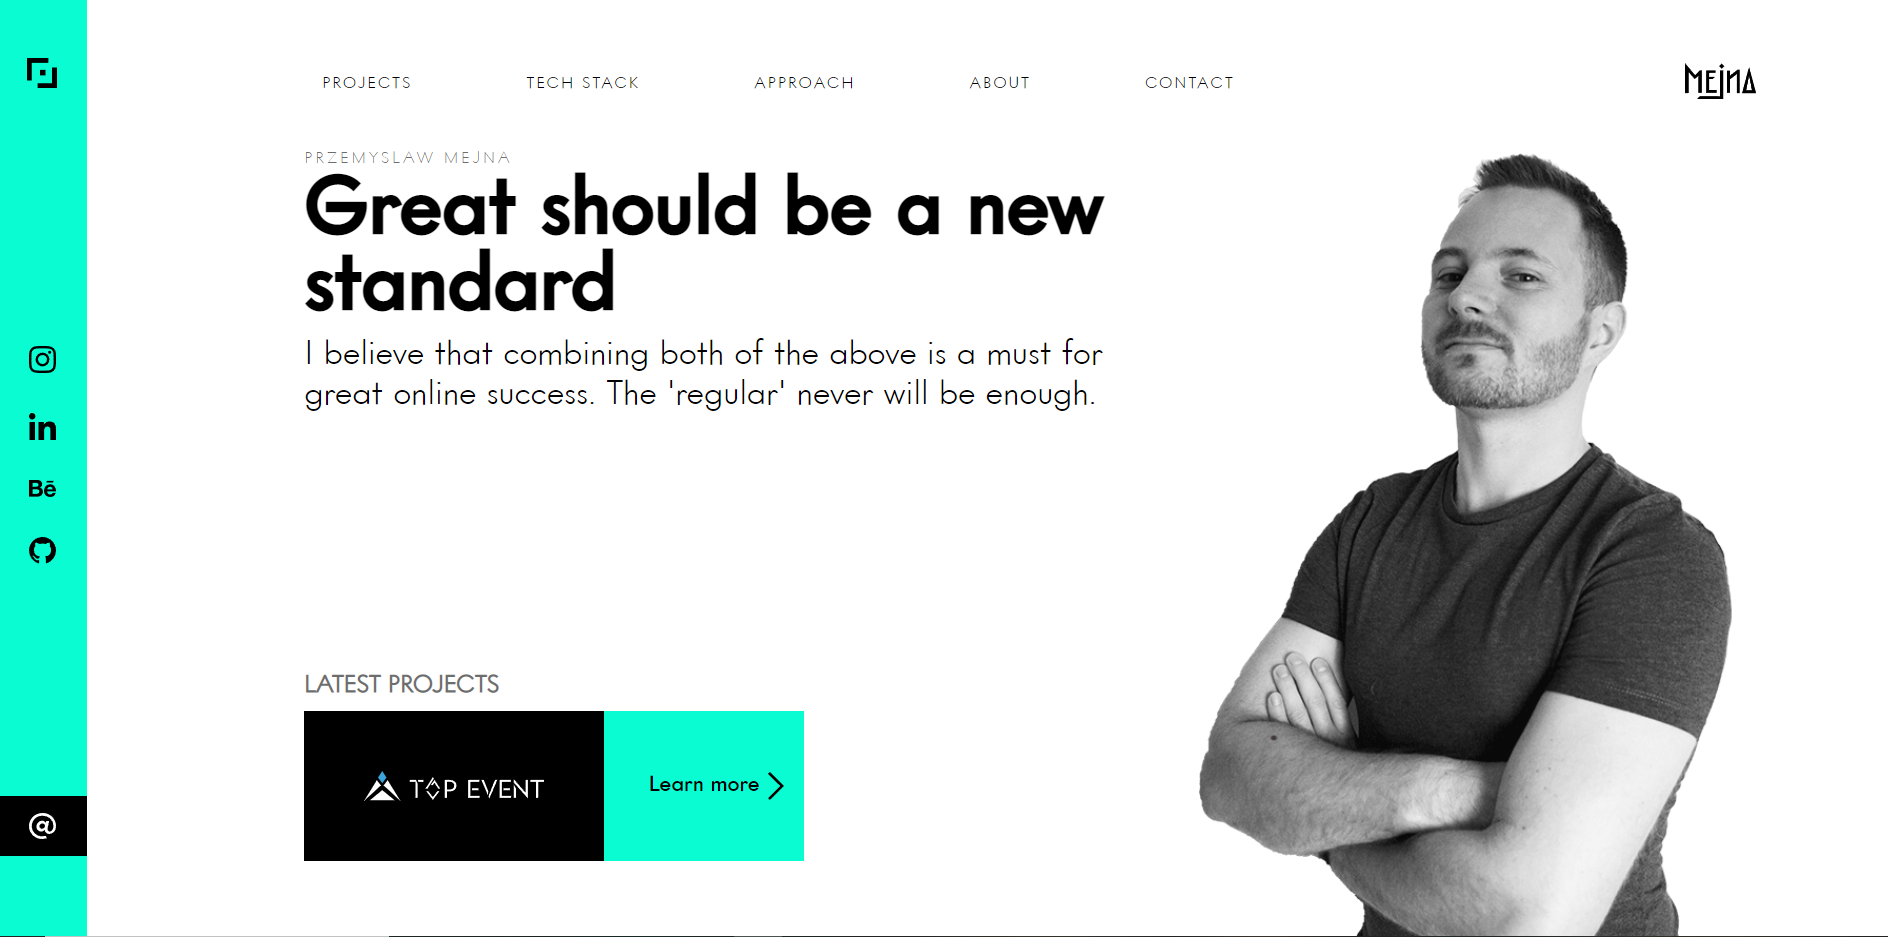 PROJECTS TECH STACK APPROACH ABOUT CONTACT
MEJNA
PRZEMYSLAW MEJNA
Great should be a new
standard
I believe that combining both of the above is a must for
great online success. The 'regular' never will be enough.
in
Bē
LATEST PROJECTS
TOP EVENT
Learn more
@